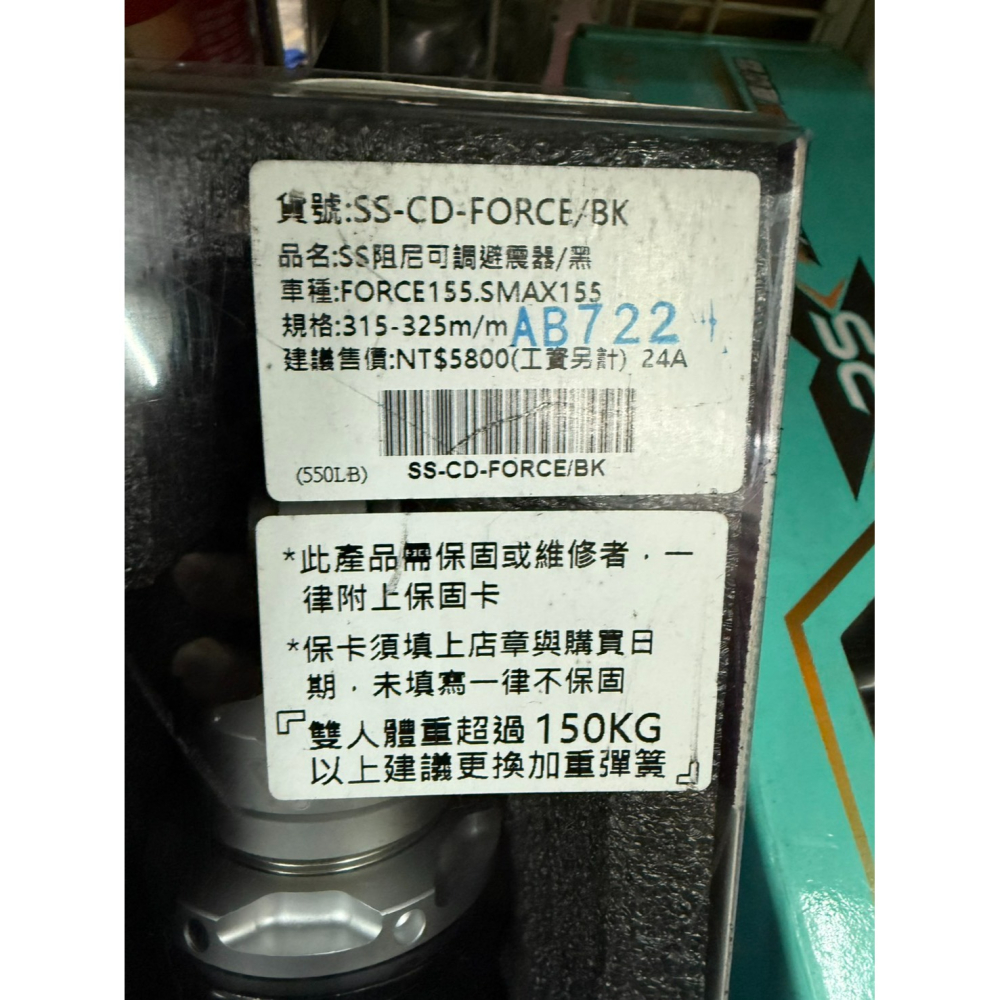 貨號:SS-CD-FORCE/BK
品名:SS阻尼可調避震器/黑
車種:FORCE155.SMAX155
規格:315-325m/m AB722
建議售價:NT$5800(工資另計) 24A
SS-CD-FORCE/BK
(550LB)
*此產品需保固或維修者，一
律附上保固卡
*保卡須填上店章與購買日
期，未填寫一律不保固
『雙人體重超過150KG
以上建議更換加重彈簧』